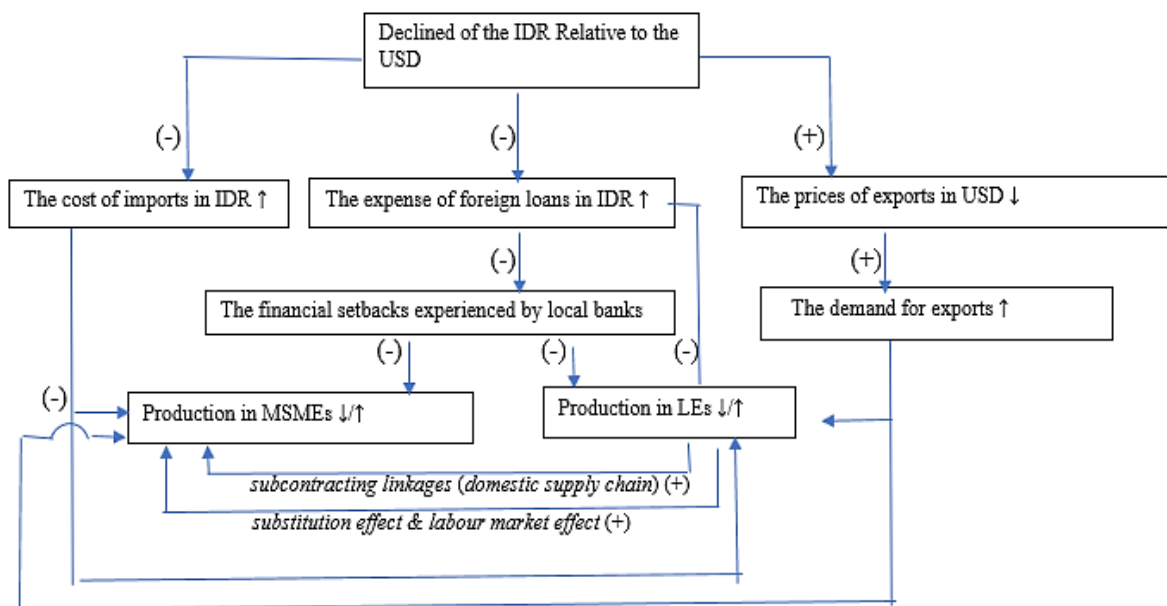 Declined of the IDR Relative to the
USD
(-)
(-)
(+)
The cost of imports in IDR ↑
The expense of foreign loans in IDR ↑
The prices of exports in USD ↓
(-)
(+)
The financial setbacks experienced by local banks
The demand for exports ↑
(-)
(-)
(-)
(-)
Production in MSMEs ↓/↑
Production in LEs ↓/↑
subcontracting linkages (domestic supply chain) (+)
substitution effect & labour market effect (+)